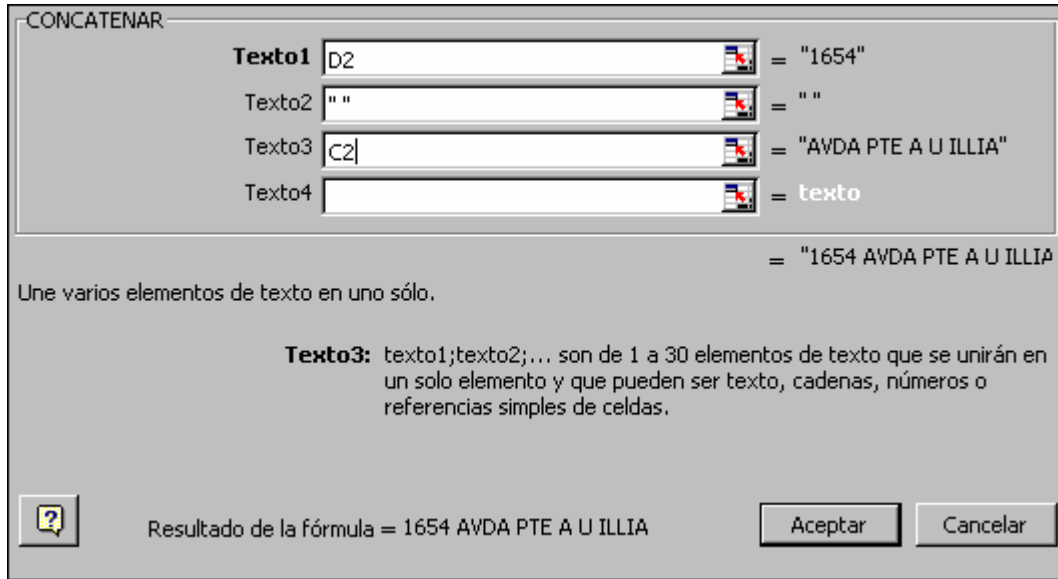 CONCATENAR
Texto1 D2 = "1654"
Texto2 " " = " "
Texto3 C2 = "AVDA PTE A U ILLIA"
Texto4 = texto
= "1654 AVDA PTE A U ILLIA
Une varios elementos de texto en uno sólo.
Texto3: texto1;texto2;... son de 1 a 30 elementos de texto que se unirán en
un solo elemento y que pueden ser texto, cadenas, números o
referencias simples de celdas.
? Resultado de la fórmula = 1654 AVDA PTE A U ILLIA Aceptar Cancelar